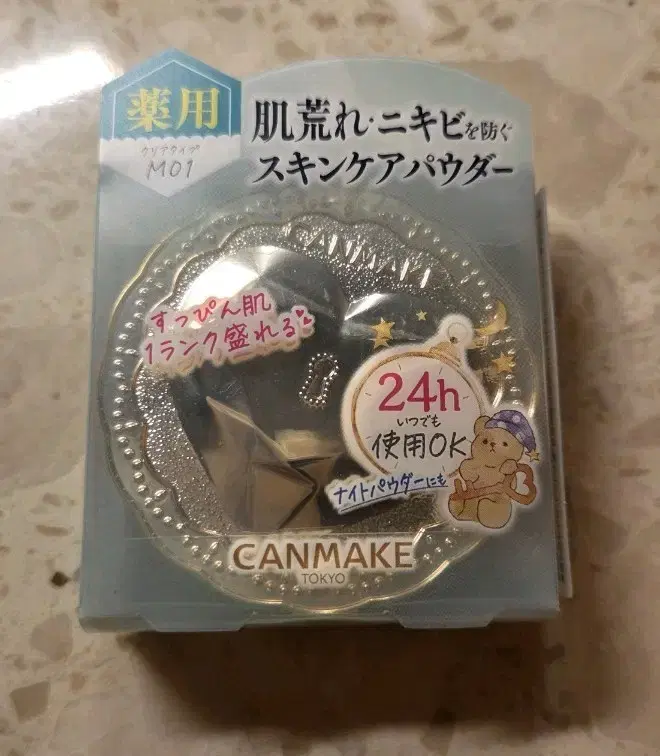 薬用
クリアタイプ
M01
肌荒れ・ニキビを防ぐ
スキンケアパウダー
CANMAKE
すっぴん肌
1ランク盛れる
24h
いつでも
使用OK
ナイトパウダーにも
CANMAKE
TOKYO